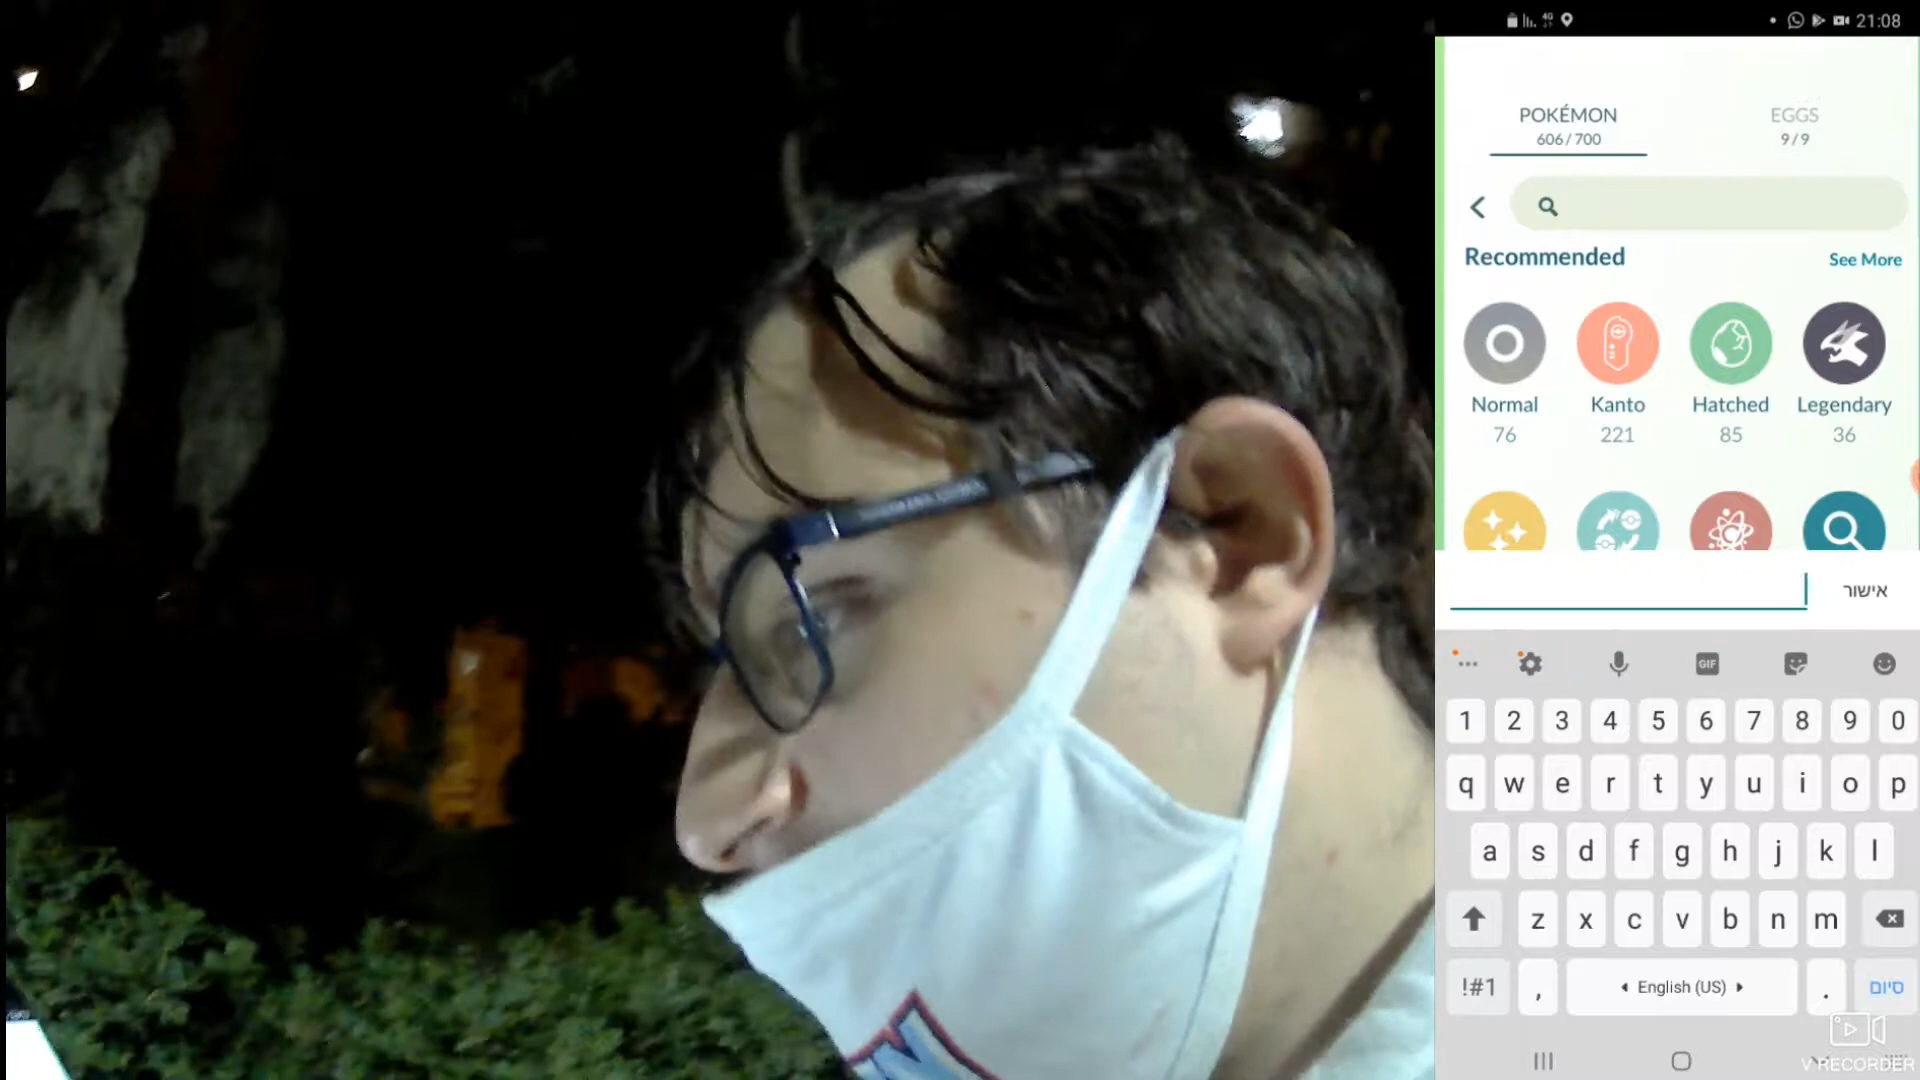 4G 21:08
POKÉMON EGGS
606/700 9/9
Recommended See More
Normal Kanto Hatched Legendary
76 221 85 36
אישור
GIF
1 2 3 4 5 6 7 8 9 0
q w e r t y u i o p
a s d f g h j k l
z x c v b n m
!#1 , English (US) . סיום
V RECORDER